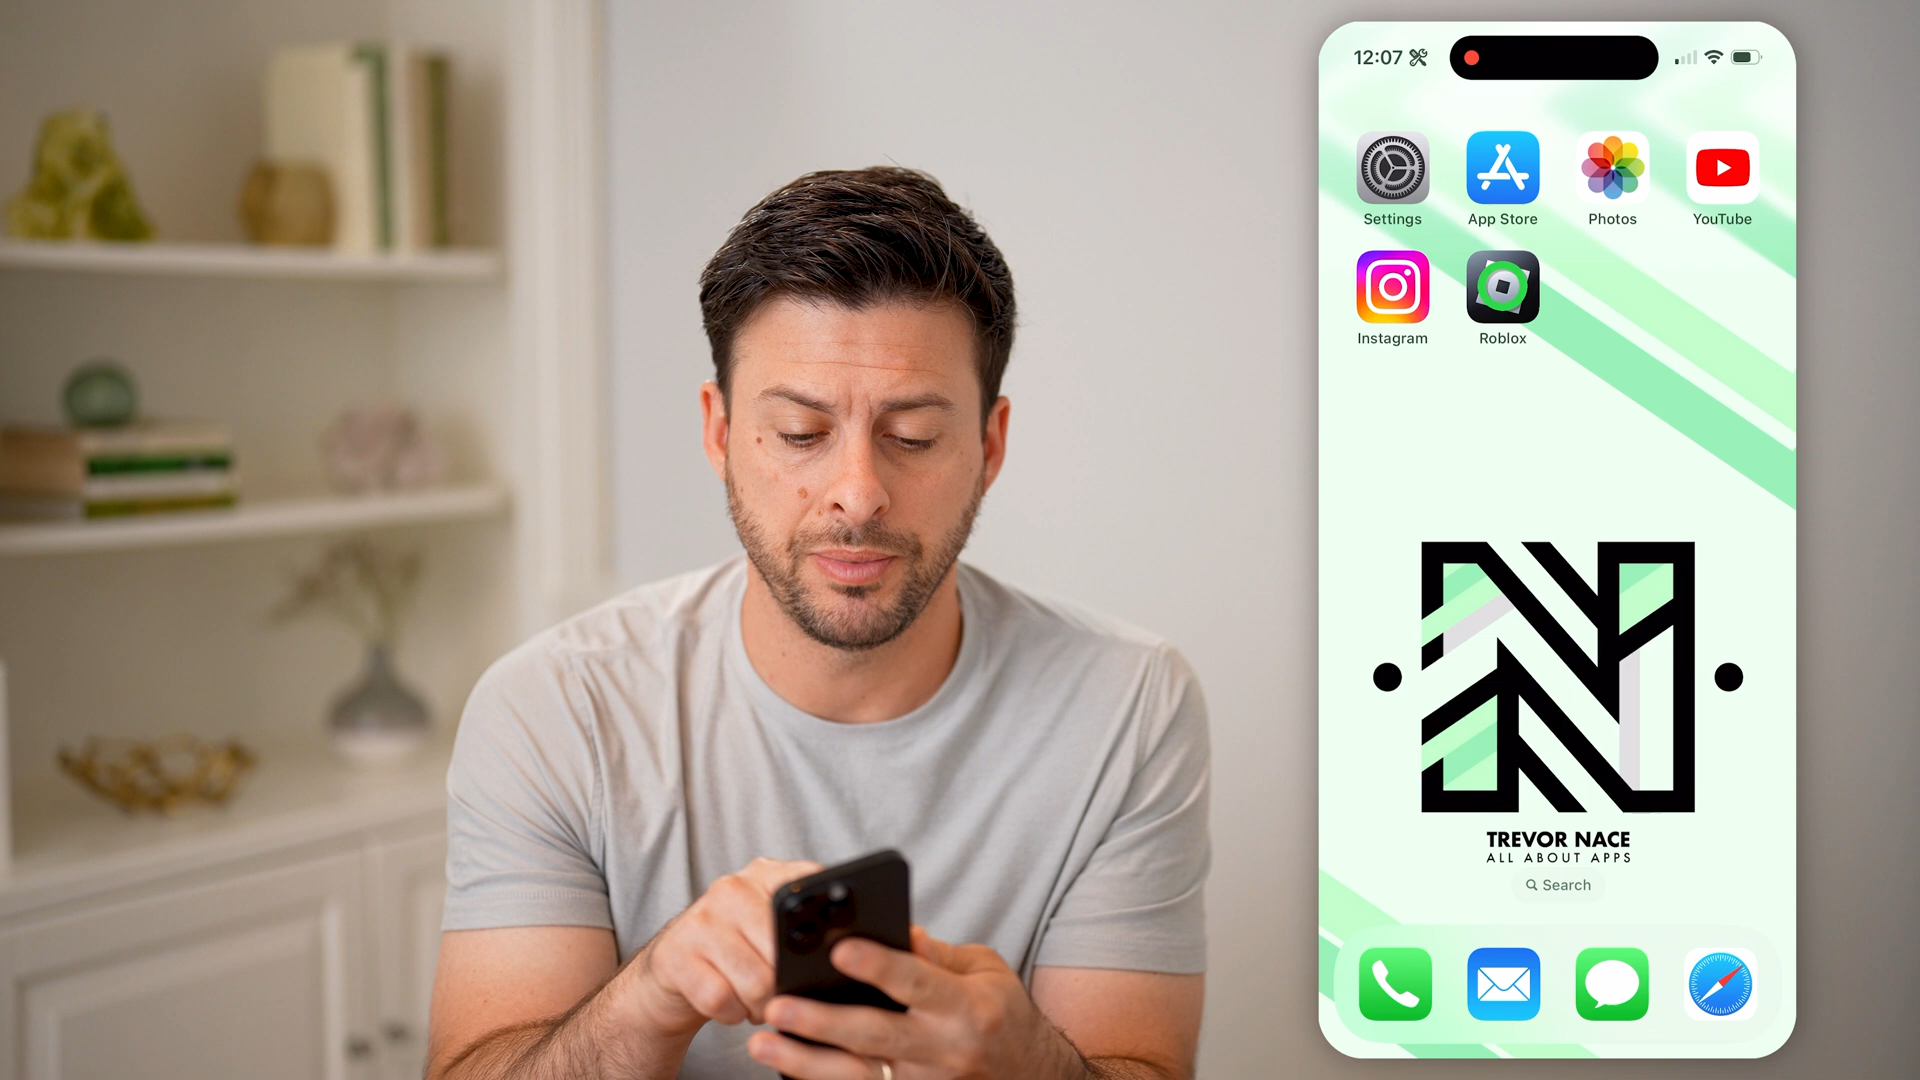 12:07
Settings
App Store
Photos
YouTube
Instagram
Roblox
TREVOR NACE
ALL ABOUT APPS
Search